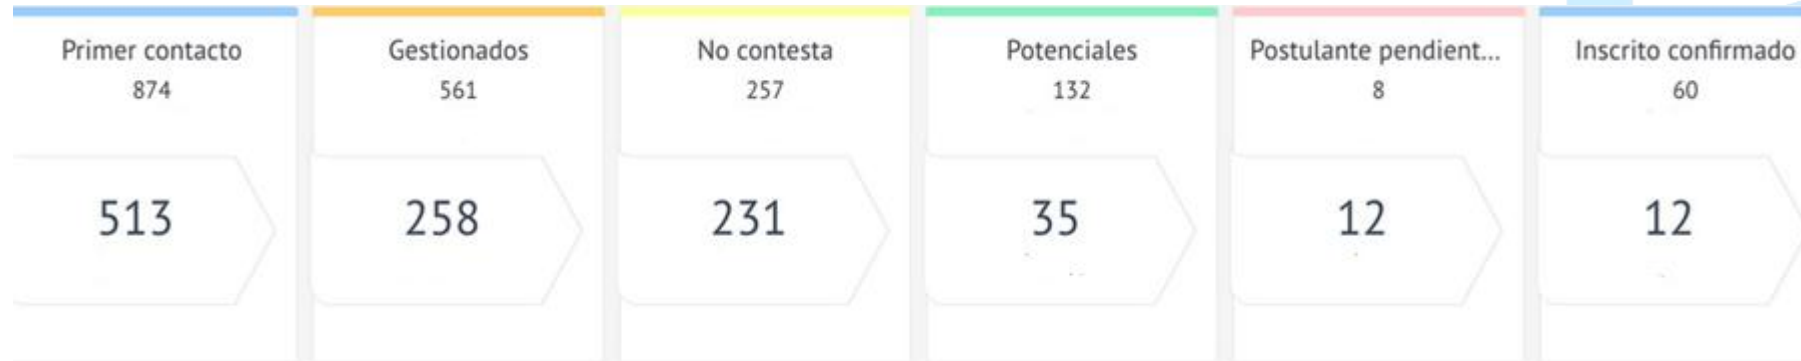 Primer contacto
874
513
Gestionados
561
258
No contesta
257
231
Potenciales
132
35
Postulante pendient...
8
12
Inscrito confirmado
60
12